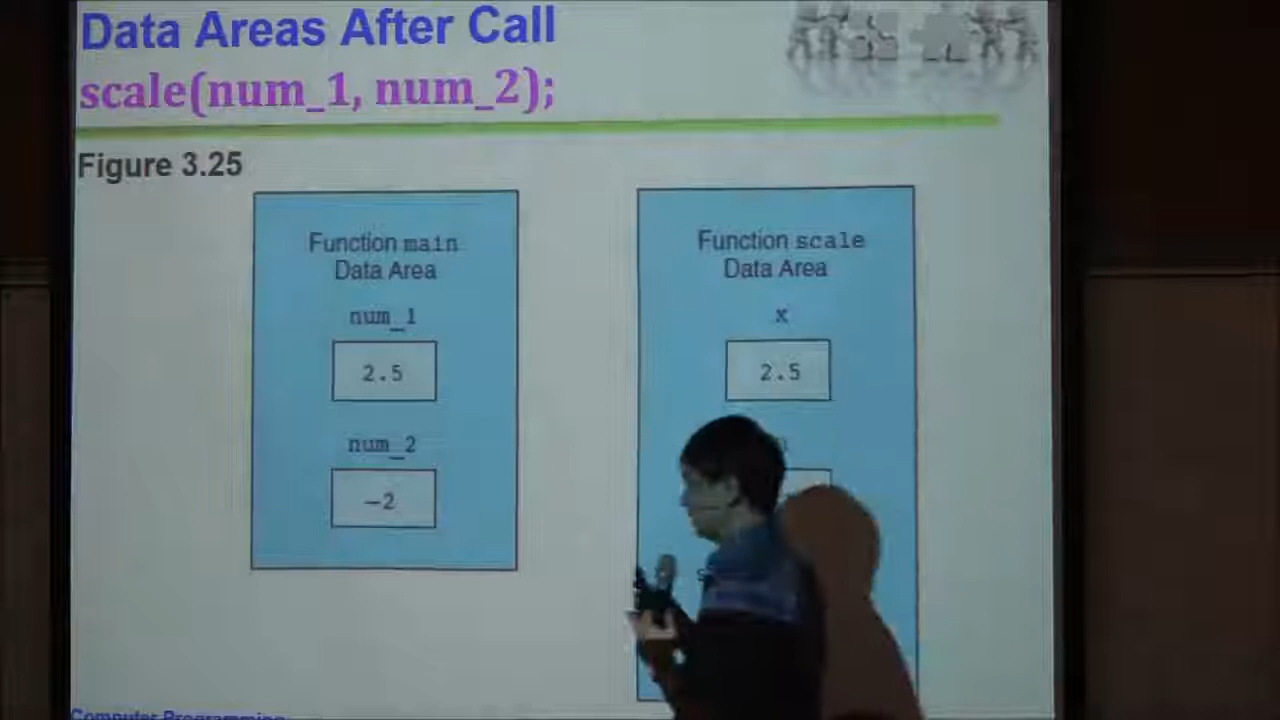 Data Areas After Call
scale(num_1, num_2);
Figure 3.25
Function main
Data Area
num_1
2.5
num_2
−2
Function scale
Data Area
x
2.5
Computer Programming